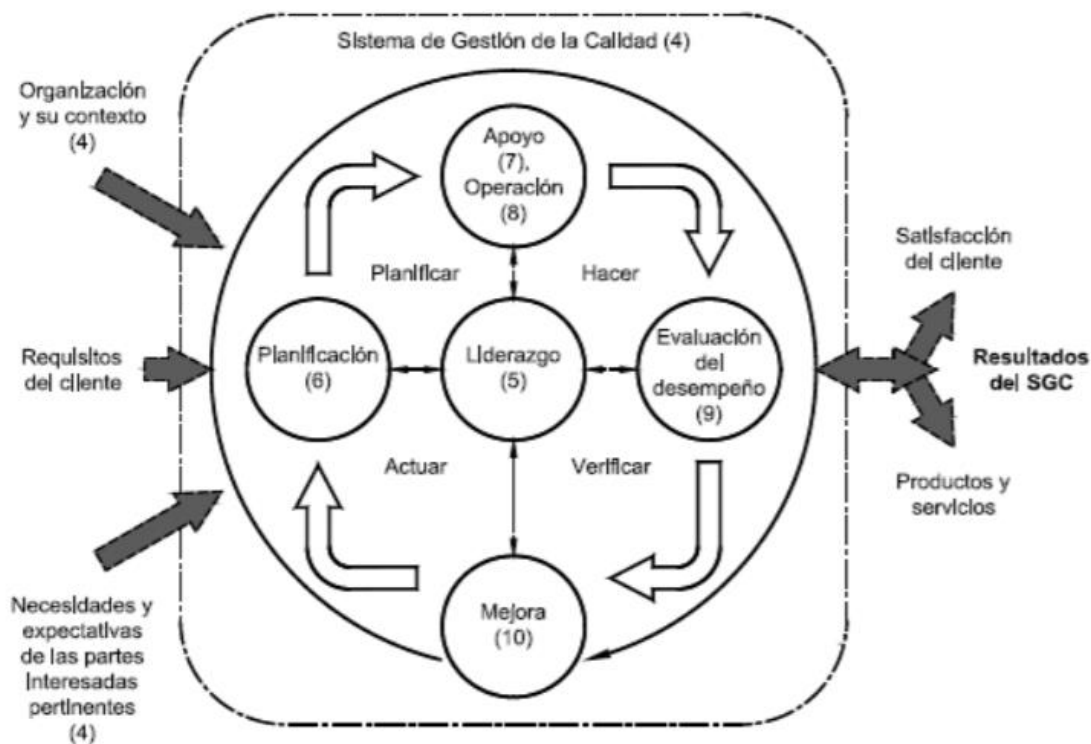 Sistema de Gestión de la Calidad (4)
Organización
y su contexto
(4)
Apoyo
(7),
Operación
(8)
Satisfacción
del cliente
Planificar
Hacer
Requisitos
del cliente
Planificación
(6)
Liderazgo
(5)
Evaluación
del
desempeño
(9)
Resultados
del SGC
Actuar
Verificar
Productos y
servicios
Necesidades y
expectativas
de las partes
interesadas
pertinentes
(4)
Mejora
(10)